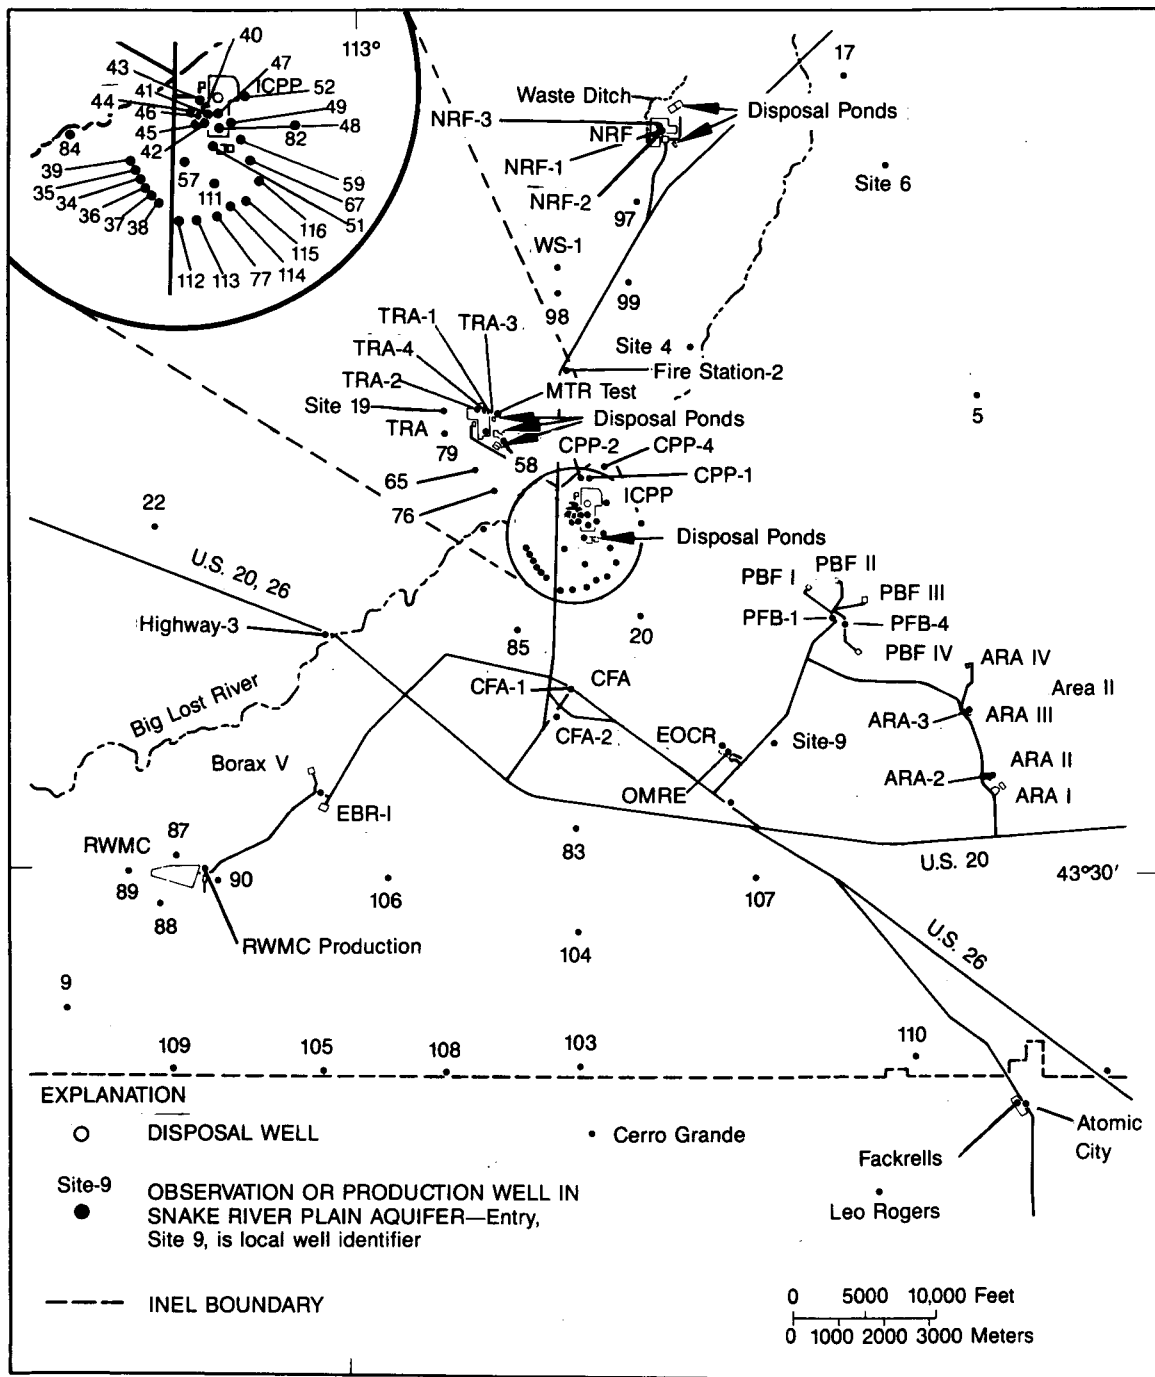 113°
40
43
47
ICPP
41
52
44
46
49
45
48
82
42
84
39
35
57
59
34
111
67
36
37
38
116
51
115
112
113
77
114
17
Waste Ditch
Disposal Ponds
NRF-3
NRF
NRF-1
Site 6
NRF-2
97
WS-1
99
98
TRA-1
TRA-3
TRA-4
Site 4
Fire Station-2
TRA-2
MTR Test
Site 19
Disposal Ponds
5
TRA
79
58
CPP-2
CPP-4
65
CPP-1
ICPP
76
22
Disposal Ponds
U.S. 20, 26
PBF I
PBF II
PBF III
Highway-3
PFB-1
PFB-4
85
20
PBF IV
ARA IV
Area II
CFA-1
CFA
Big Lost River
ARA-3
ARA III
CFA-2
EOCR
Site-9
Borax V
ARA II
ARA-2
OMRE
ARA I
EBR-I
87
83
RWMC
U.S. 20
43°30'
89
90
106
107
88
RWMC Production
104
U.S. 26
9
109
105
108
103
110
EXPLANATION
DISPOSAL WELL
Cerro Grande
Atomic
City
Fackrells
Site-9
OBSERVATION OR PRODUCTION WELL IN
SNAKE RIVER PLAIN AQUIFER—Entry,
Site 9, is local well identifier
Leo Rogers
INEL BOUNDARY
0 5000 10,000 Feet
0 1000 2000 3000 Meters